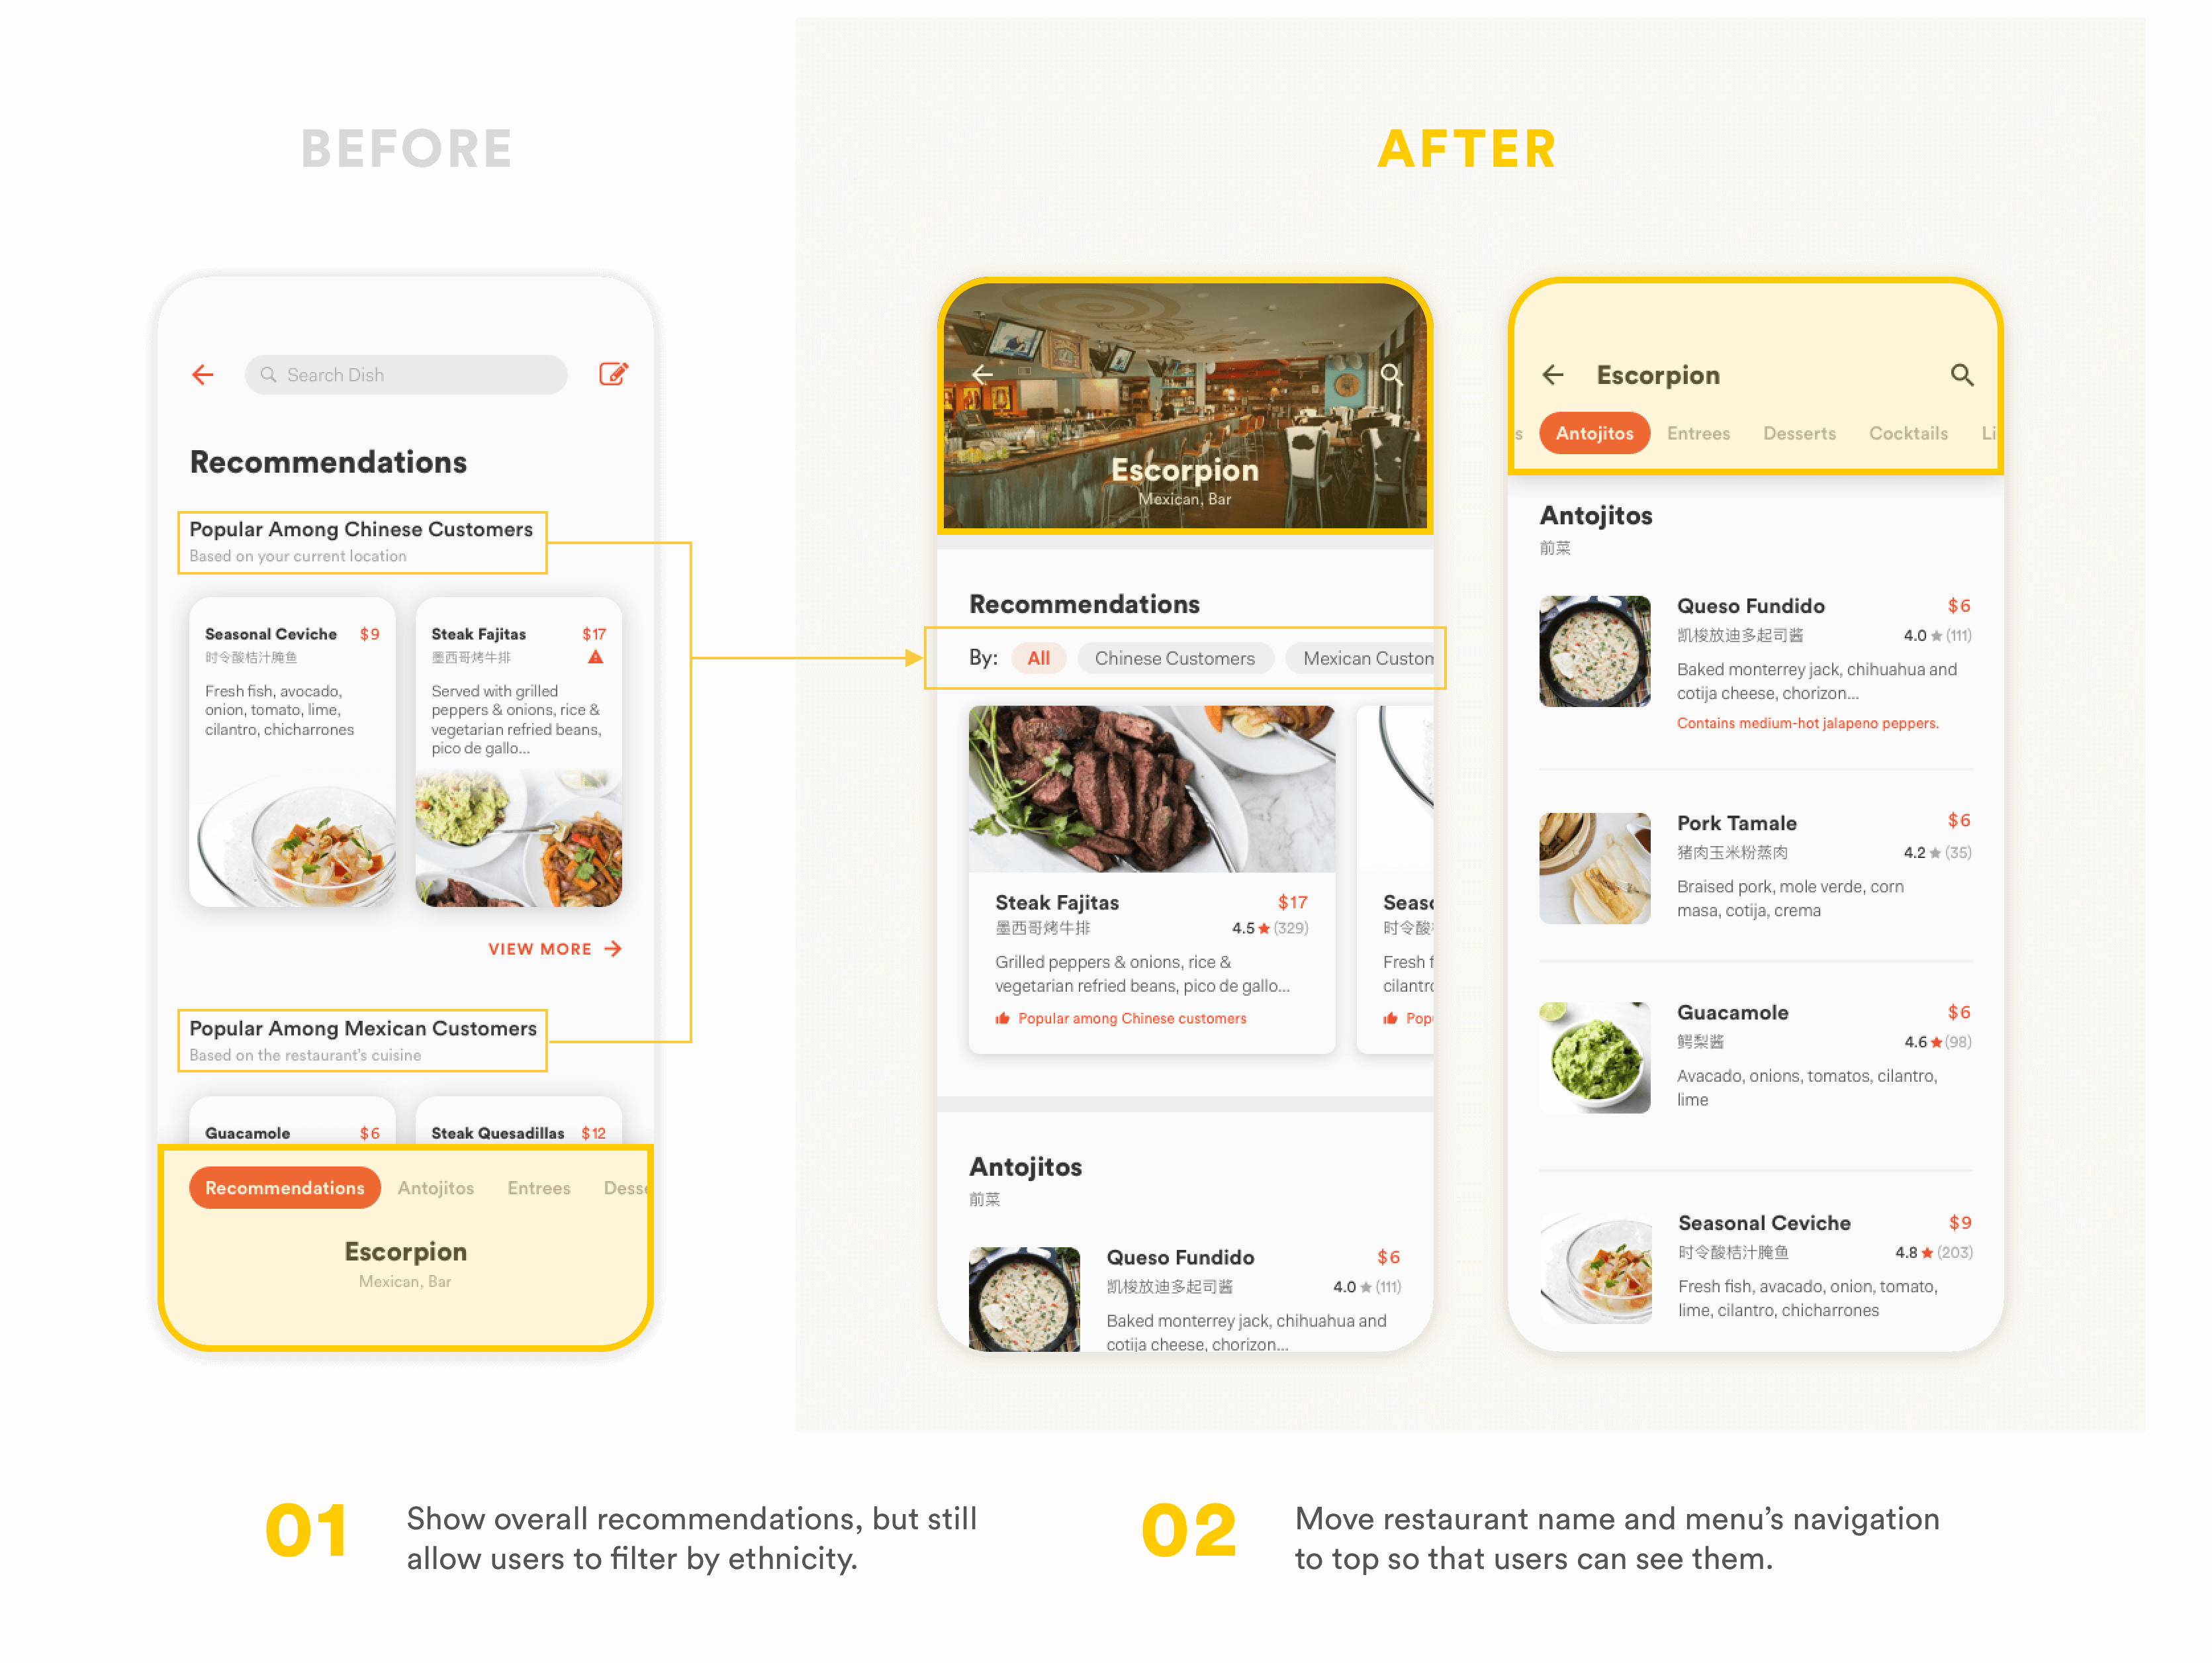 BEFORE
AFTER
Search Dish
Recommendations
Popular Among Chinese Customers
Based on your current location
Seasonal Ceviche $9
时令酸桔汁腌鱼
Fresh fish, avocado,
onion, tomato, lime,
cilantro, chicharrones
Steak Fajitas $17
墨西哥烤牛排
Served with grilled
peppers & onions, rice &
vegetarian refried beans,
pico de gallo...
VIEW MORE
Popular Among Mexican Customers
Based on the restaurant's cuisine
Guacamole $6
Steak Quesadillas $12
Recommendations Antojitos Entrees Desse
Escorpion
Mexican, Bar
Escorpion
Mexican, Bar
Recommendations
By: All Chinese Customers Mexican Custom
Steak Fajitas $17
墨西哥烤牛排 4.5 ★ (329)
Grilled peppers & onions, rice &
vegetarian refried beans, pico de gallo...
Popular among Chinese customers
Seaso
时令酸
Fresh f
cilantro
Pop
Antojitos
前菜
Queso Fundido $6
凯梭放迪多起司酱 4.0 ★ (111)
Baked monterrey jack, chihuahua and
cotija cheese, chorizon...
Escorpion
s Antojitos Entrees Desserts Cocktails Li
Antojitos
前菜
Queso Fundido $6
凯梭放迪多起司酱 4.0 ★ (111)
Baked monterrey jack, chihuahua and
cotija cheese, chorizon...
Contains medium-hot jalapeno peppers.
Pork Tamale $6
猪肉玉米粉蒸肉 4.2 ★ (35)
Braised pork, mole verde, corn
masa, cotija, crema
Guacamole $6
鳄梨酱 4.6 ★ (98)
Avacado, onions, tomatos, cilantro,
lime
Seasonal Ceviche $9
时令酸桔汁腌鱼 4.8 ★ (203)
Fresh fish, avacado, onion, tomato,
lime, cilantro, chicharrones
01
Show overall recommendations, but still
allow users to filter by ethnicity.
02
Move restaurant name and menu’s navigation
to top so that users can see them.